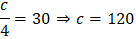 c/4 = 30 ⇒ c = 120